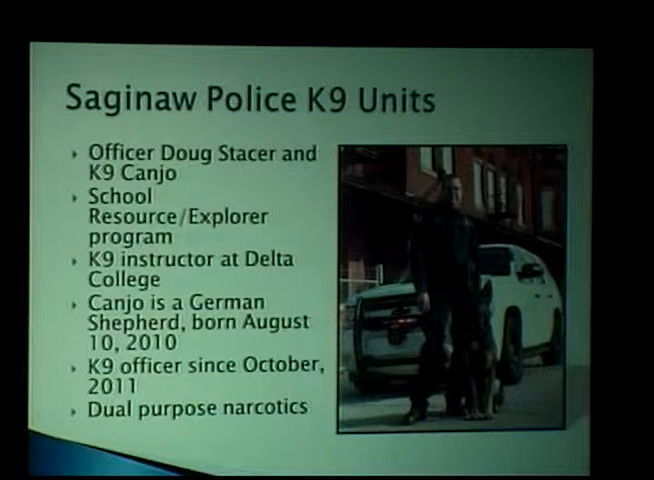 Saginaw Police K9 Units
Officer Doug Stacer and
K9 Canjo
School
Resource/Explorer
program
K9 instructor at Delta
College
Canjo is a German
Shepherd, born August
10, 2010
K9 officer since October,
2011
Dual purpose narcotics